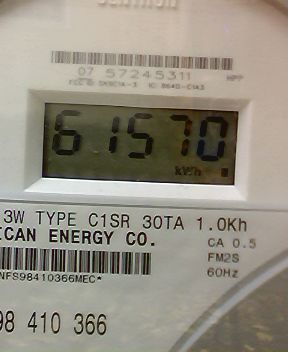 07 57245311 HPP
61570
kWh
3W TYPE C1SR 30TA 1.0Kh
ICAN ENERGY CO.
CA 0.5
FM2S
60Hz
NFS98410366MEC*
98 410 366